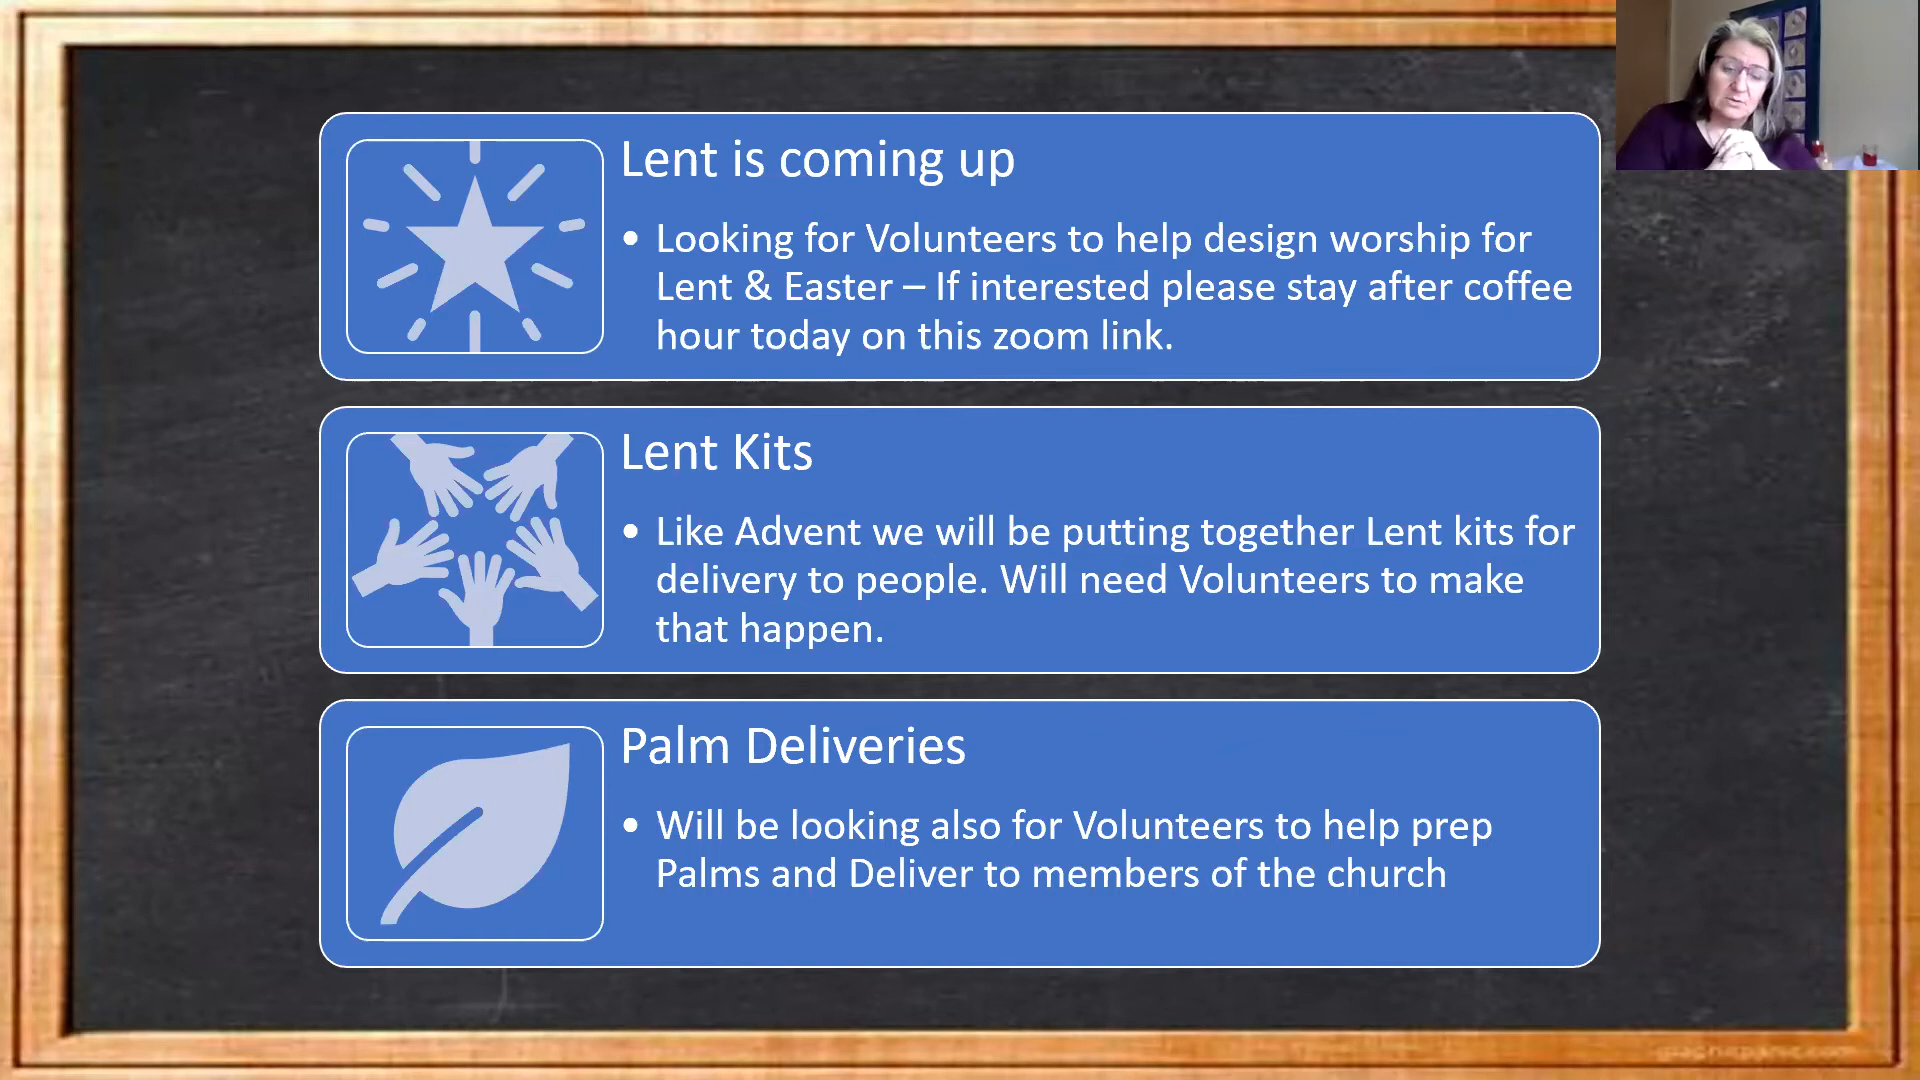 Lent is coming up
• Looking for Volunteers to help design worship for
Lent & Easter – If interested please stay after coffee
hour today on this zoom link.
Lent Kits
• Like Advent we will be putting together Lent kits for
delivery to people. Will need Volunteers to make
that happen.
Palm Deliveries
• Will be looking also for Volunteers to help prep
Palms and Deliver to members of the church